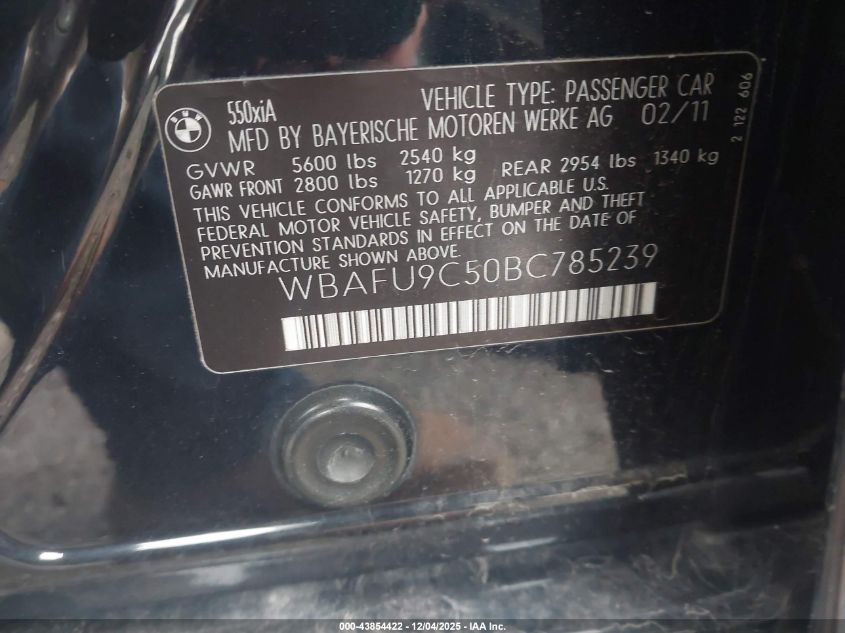 BMW
550xiA
VEHICLE TYPE: PASSENGER CAR
MFD BY BAYERISCHE MOTOREN WERKE AG 02/11
GVWR 5600 lbs 2540 kg
GAWR FRONT 2800 lbs 1270 kg REAR 2954 lbs 1340 kg
THIS VEHICLE CONFORMS TO ALL APPLICABLE U.S.
FEDERAL MOTOR VEHICLE SAFETY, BUMPER AND THEFT
PREVENTION STANDARDS IN EFFECT ON THE DATE OF
MANUFACTURE SHOWN ABOVE.
WBAFU9C50BC785239
2 122 606
000-43854422 - 12/04/2025 - IAA Inc.